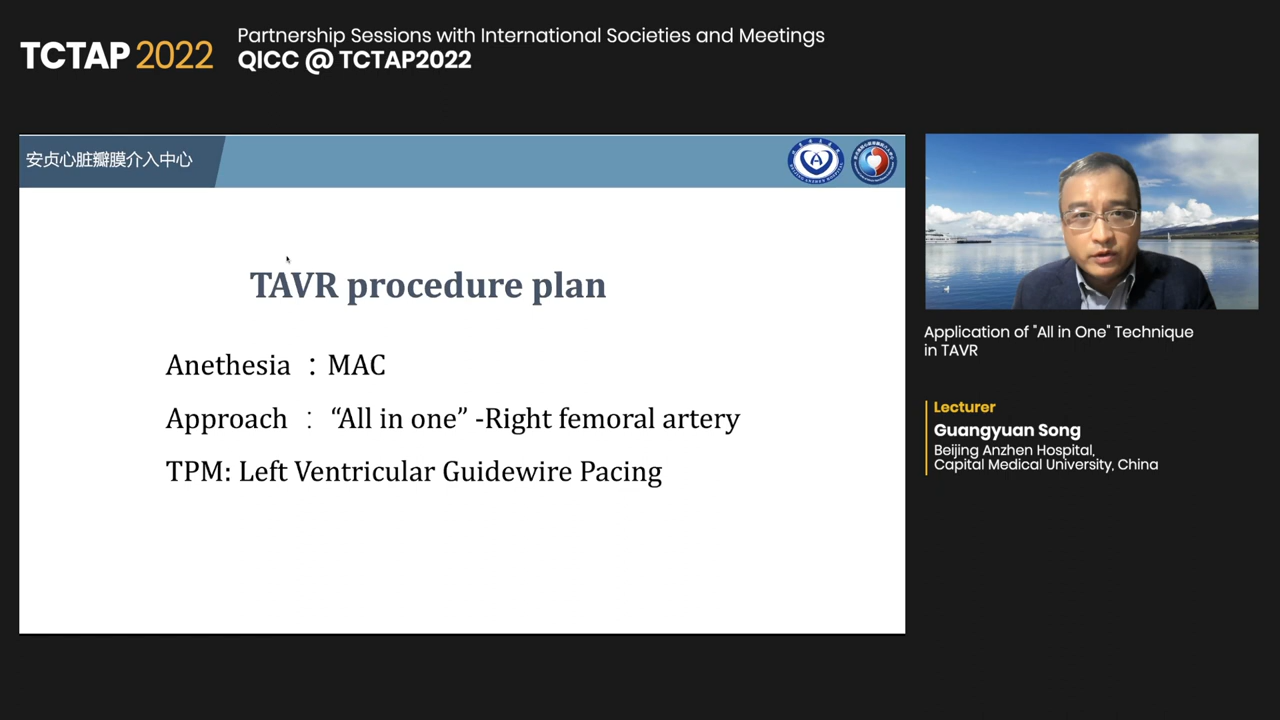 TCTAP 2022
Partnership Sessions with International Societies and Meetings
QICC @ TCTAP2022
安贞心脏瓣膜介入中心
TAVR procedure plan
Anethesia ：MAC
Approach ： “All in one” -Right femoral artery
TPM: Left Ventricular Guidewire Pacing
Application of "All in One" Technique
in TAVR
Lecturer
Guangyuan Song
Beijing Anzhen Hospital,
Capital Medical University, China